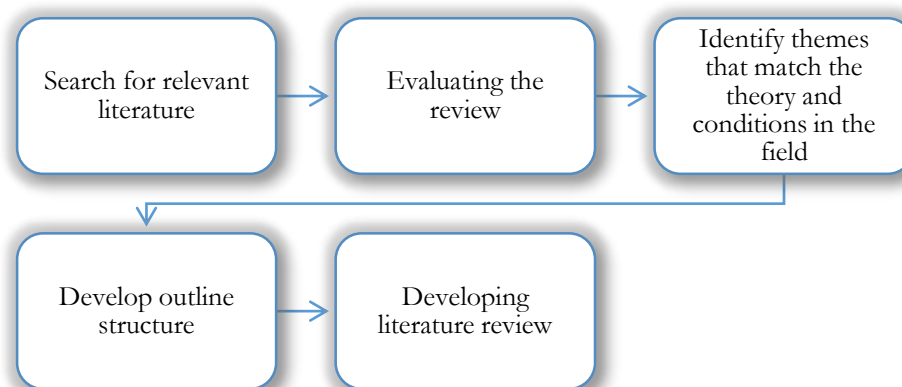 Search for relevant
literature
Evaluating the
review
Identify themes
that match the
theory and
conditions in the
field
Develop outline
structure
Developing
literature review